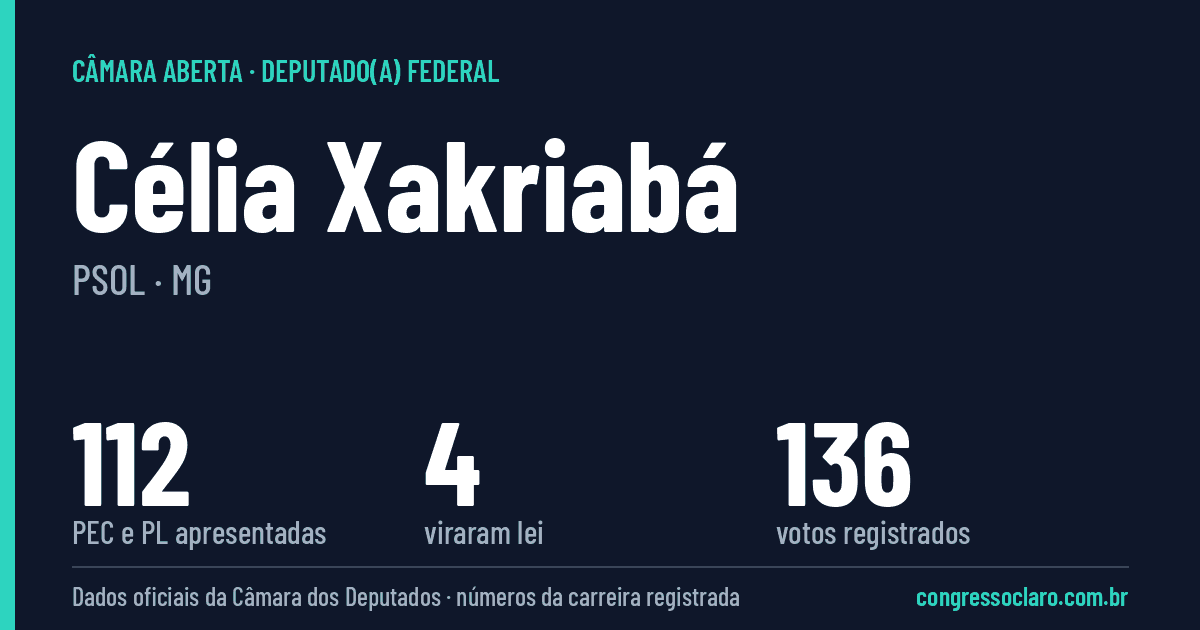 CÂMARA ABERTA · DEPUTADO(A) FEDERAL
Célia Xakriabá
PSOL · MG
112 4 136
PEC e PL apresentadas viraram lei votos registrados
Dados oficiais da Câmara dos Deputados · números da carreira registrada congressoclaro.com.br